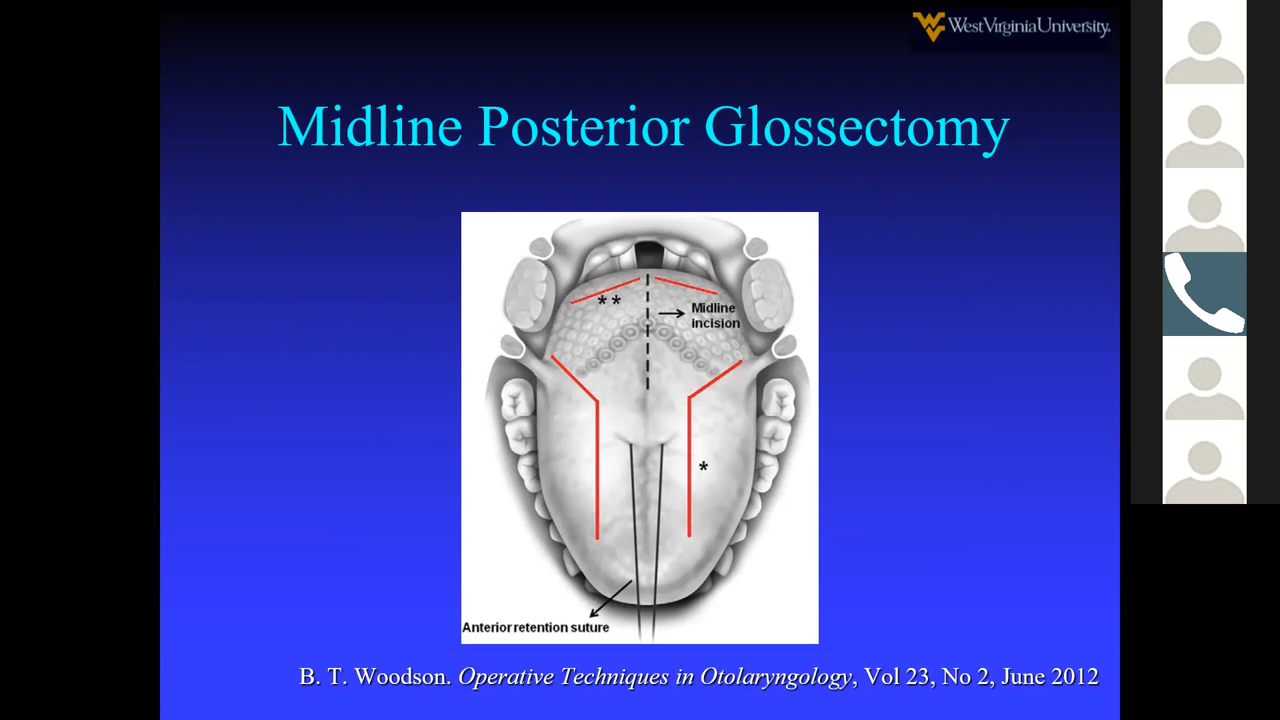 WestVirginiaUniversity
Midline Posterior Glossectomy
**
Midline
incision
*
Anterior retention suture
B. T. Woodson. Operative Techniques in Otolaryngology, Vol 23, No 2, June 2012